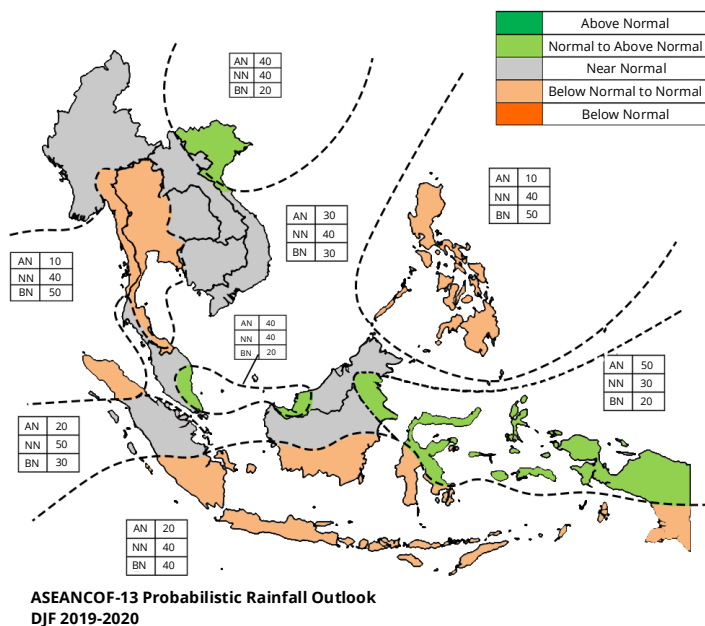 Above Normal
Normal to Above Normal
Near Normal
Below Normal to Normal
Below Normal
AN 40
NN 40
BN 20
AN 10
NN 40
BN 50
AN 30
NN 40
BN 30
AN 10
NN 40
BN 50
AN 40
NN 40
BN 20
AN 50
NN 30
BN 20
AN 20
NN 50
BN 30
AN 20
NN 40
BN 40
ASEANCOF-13 Probabilistic Rainfall Outlook
DJF 2019-2020